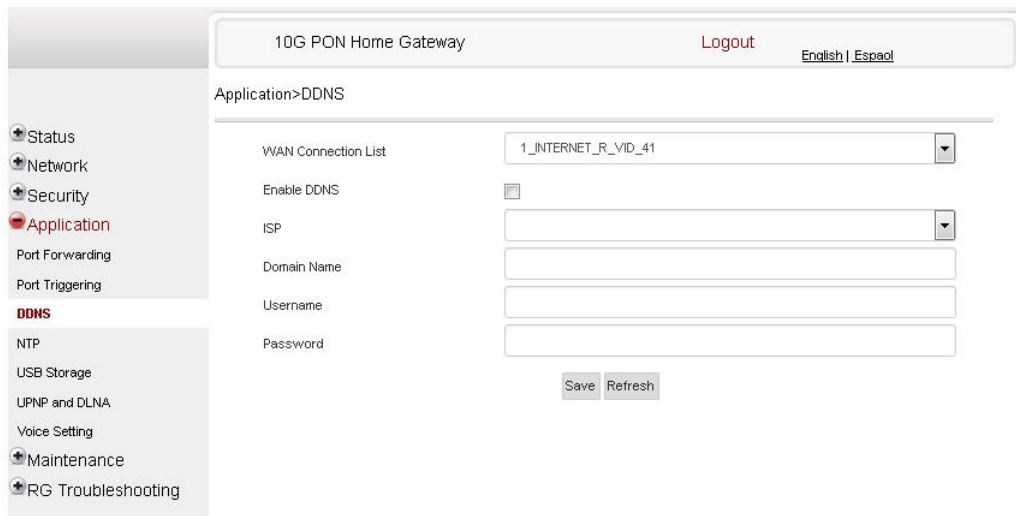 10G PON Home Gateway
Logout
English | Espaol
Application>DDNS
Status
Network
Security
Application
Port Forwarding
Port Triggering
DDNS
NTP
USB Storage
UPNP and DLNA
Voice Setting
Maintenance
RG Troubleshooting
WAN Connection List
1_INTERNET_R_VID_41
Enable DDNS
ISP
Domain Name
Username
Password
Save Refresh